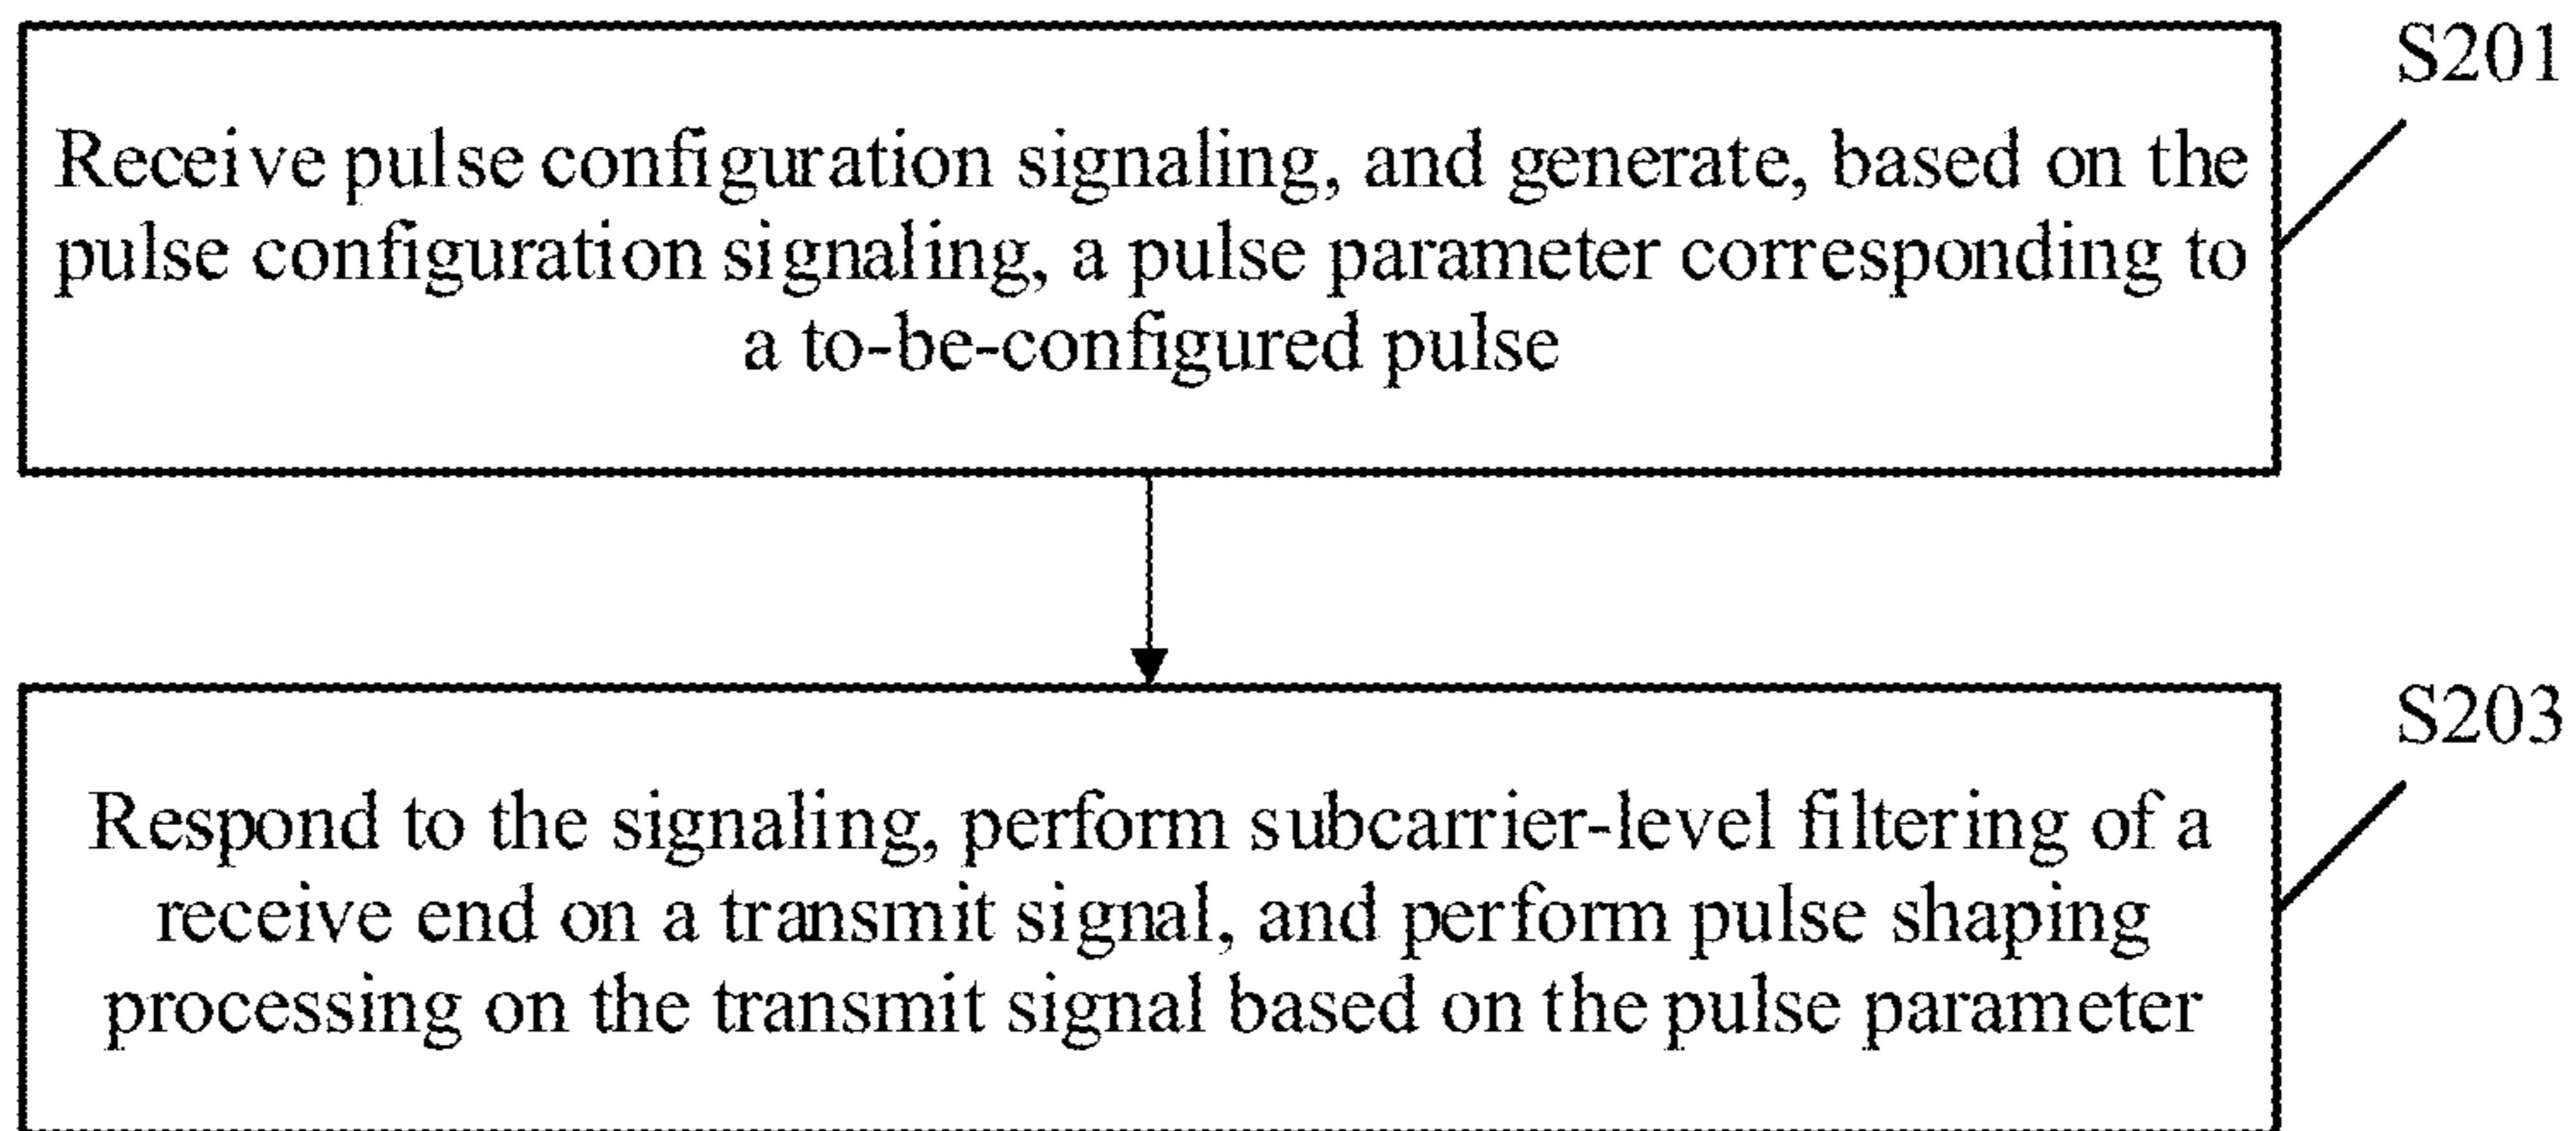 S201
Receive pulse configuration signaling, and generate, based on the
pulse configuration signaling, a pulse parameter corresponding to
a to-be-configured pulse
S203
Respond to the signaling, perform subcarrier-level filtering of a
receive end on a transmit signal, and perform pulse shaping
processing on the transmit signal based on the pulse parameter